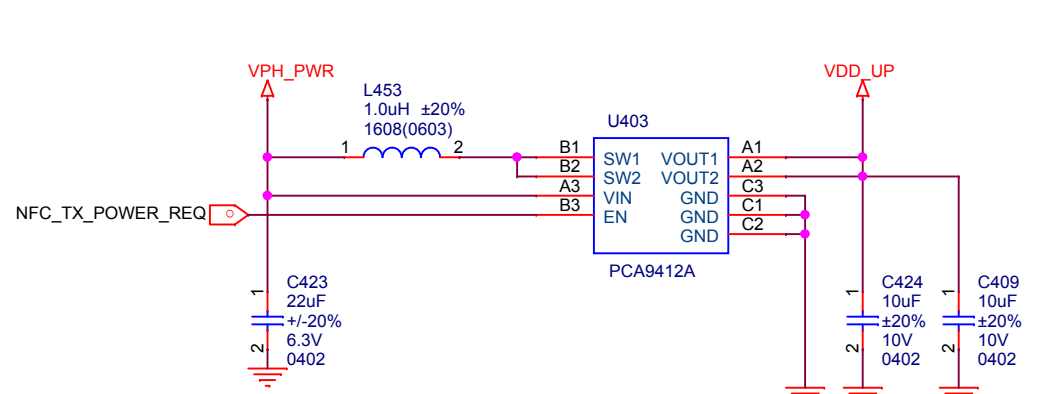 VPH_PWR
VDD_UP
L453
1.0uH ±20%
1608(0603)
U403
1
2
B1
SW1
VOUT1
A1
B2
SW2
VOUT2
A2
A3
VIN
GND
C3
NFC_TX_POWER_REQ
B3
EN
GND
C1
GND
C2
PCA9412A
1
2
C423
22uF
+/-20%
6.3V
0402
1
2
C424
10uF
±20%
10V
0402
1
2
C409
10uF
±20%
10V
0402